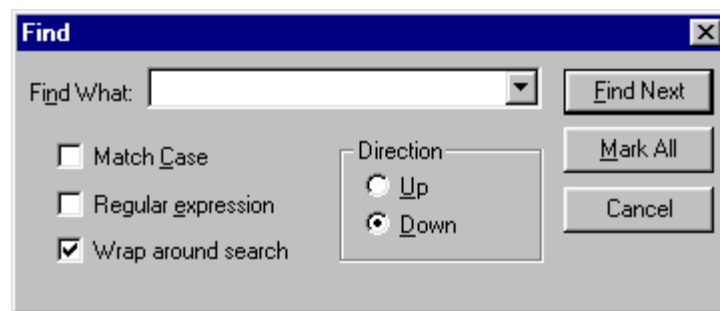 Find
Find What:
Find Next
Match Case
Direction
Mark All
Up
Regular expression
Cancel
Down
Wrap around search